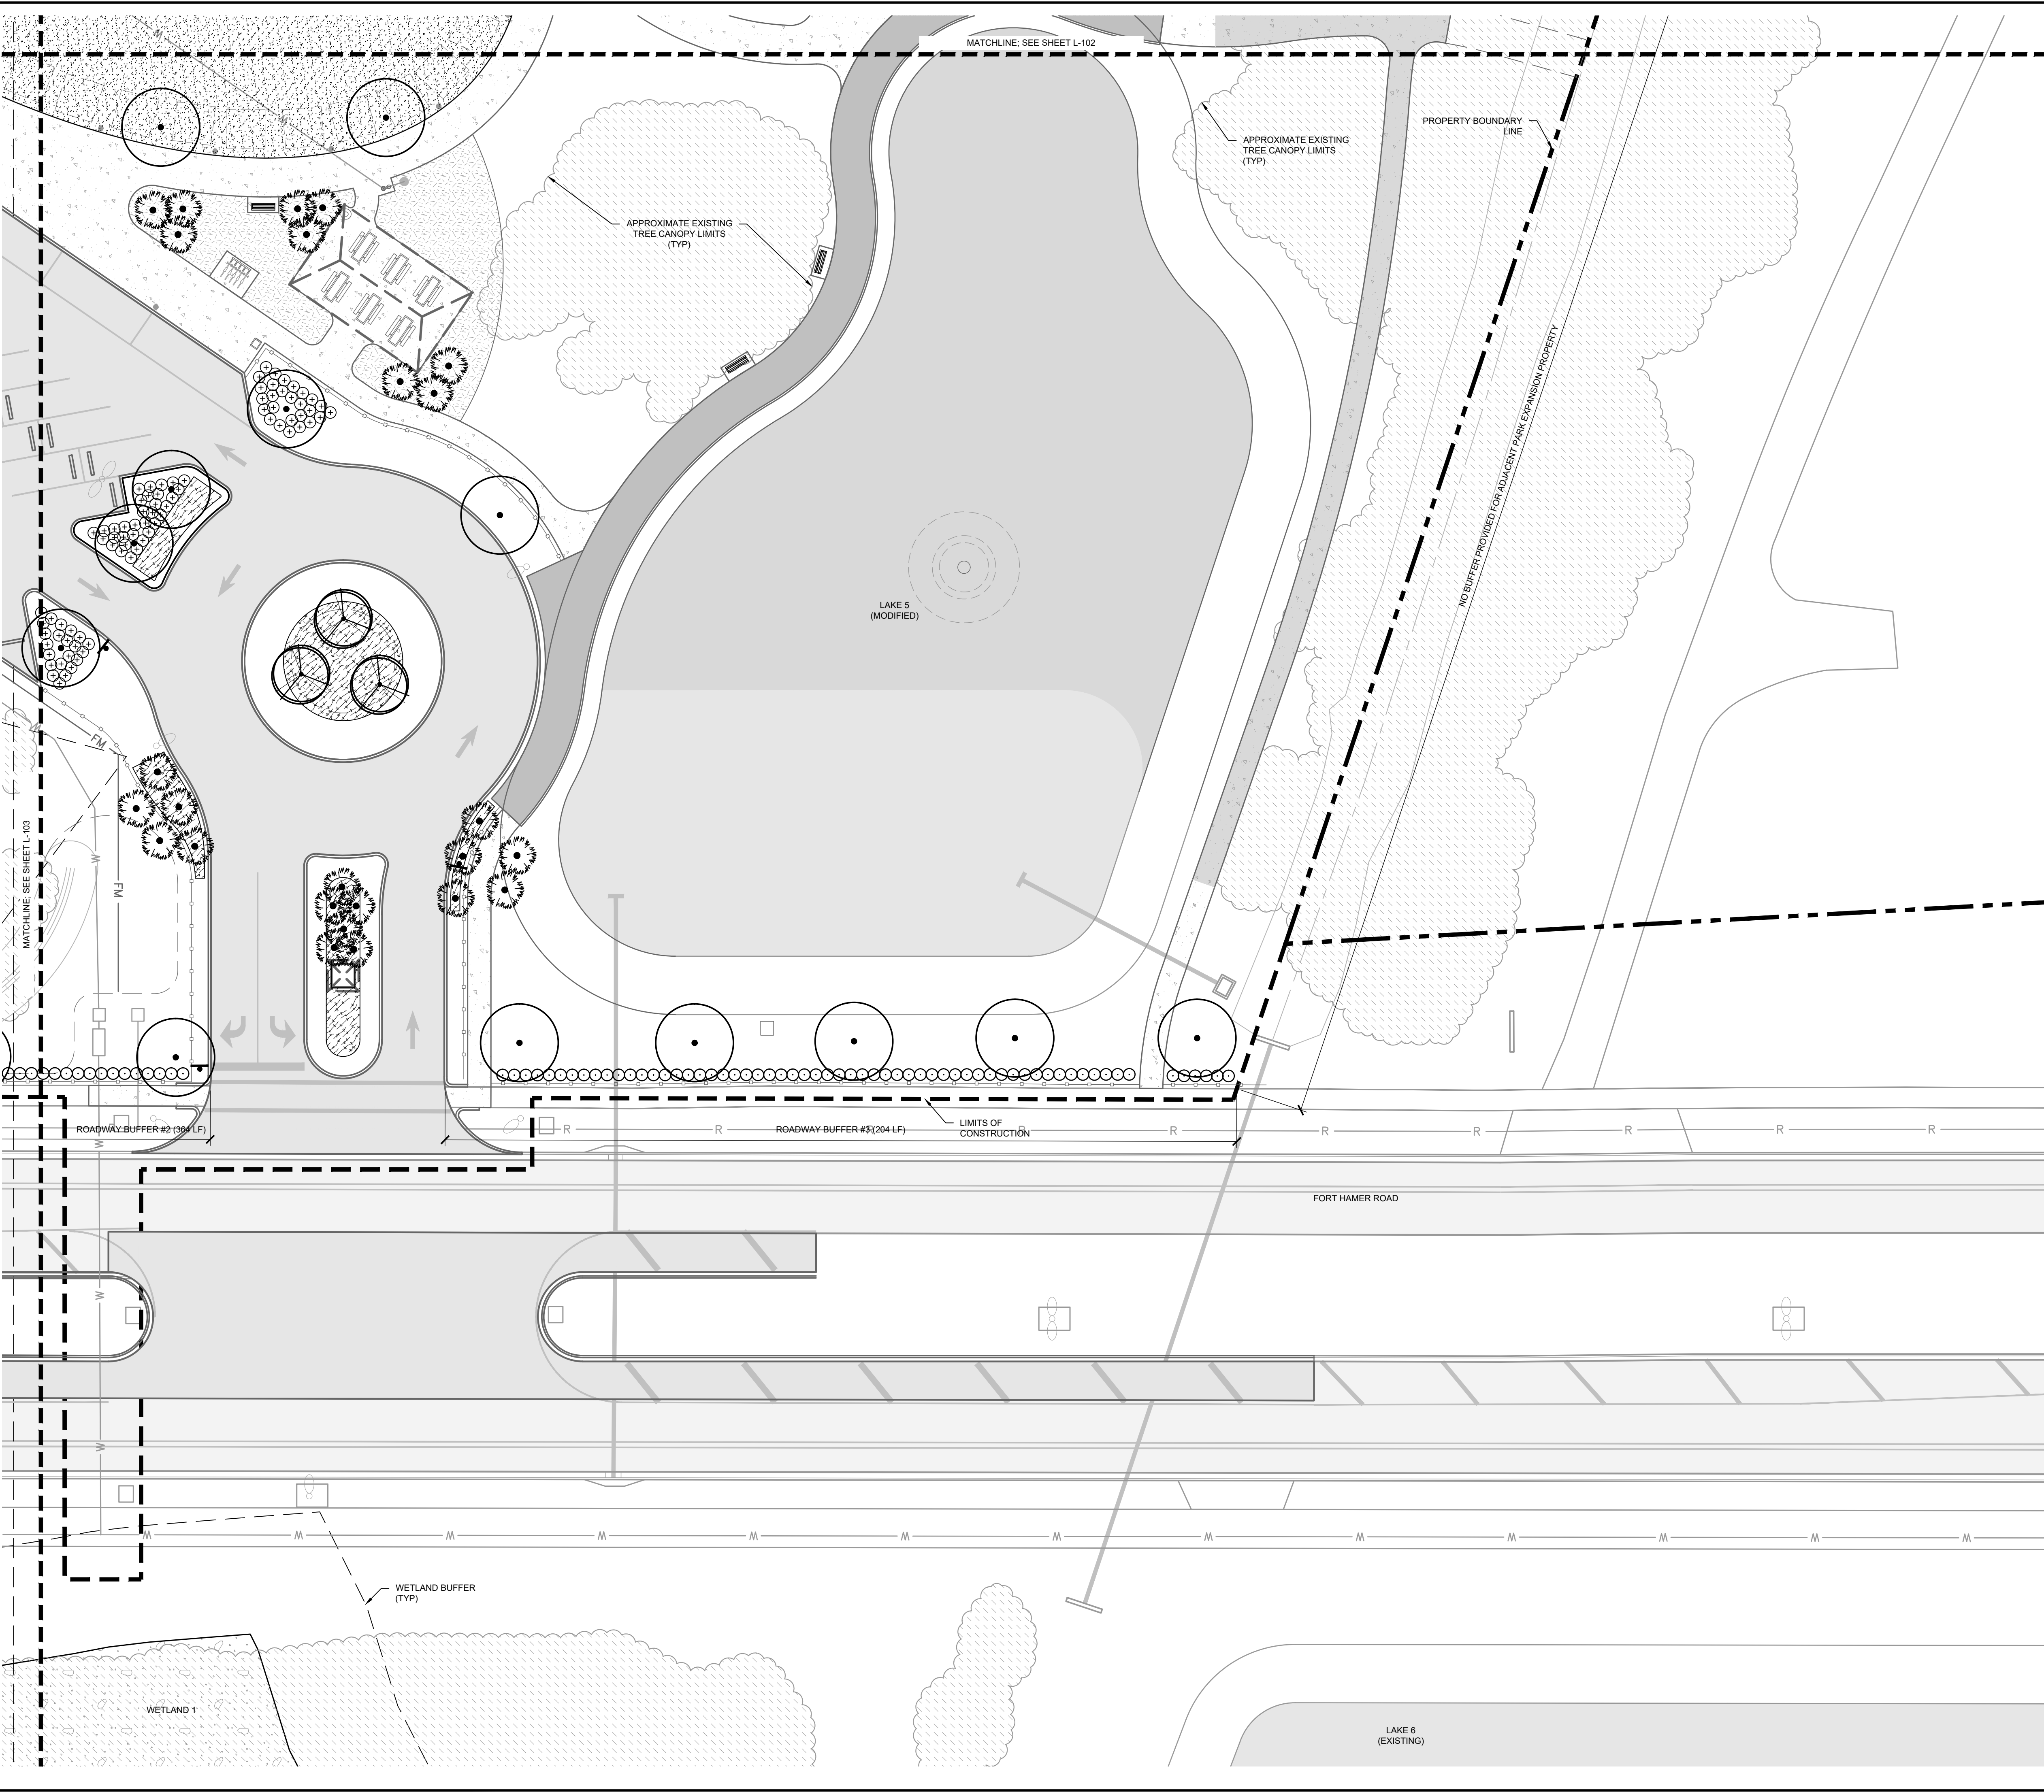 MATCHLINE; SEE SHEET L-102
PROPERTY BOUNDARY
LINE
APPROXIMATE EXISTING
TREE CANOPY LIMITS
(TYP)
APPROXIMATE EXISTING
TREE CANOPY LIMITS
(TYP)
NO BUFFER PROVIDED FOR ADJACENT PARK EXPANSION PROPERTY
LAKE 5
(MODIFIED)
FM
FM
MATCHLINE; SEE SHEET L-103
LIMITS OF
CONSTRUCTION
ROADWAY BUFFER #2 (364 LF)
ROADWAY BUFFER #3 (204 LF)
R R R R R R R R R R
FORT HAMER ROAD
W W W W W W W W W W W W W
WETLAND BUFFER
(TYP)
WETLAND 1
LAKE 6
(EXISTING)